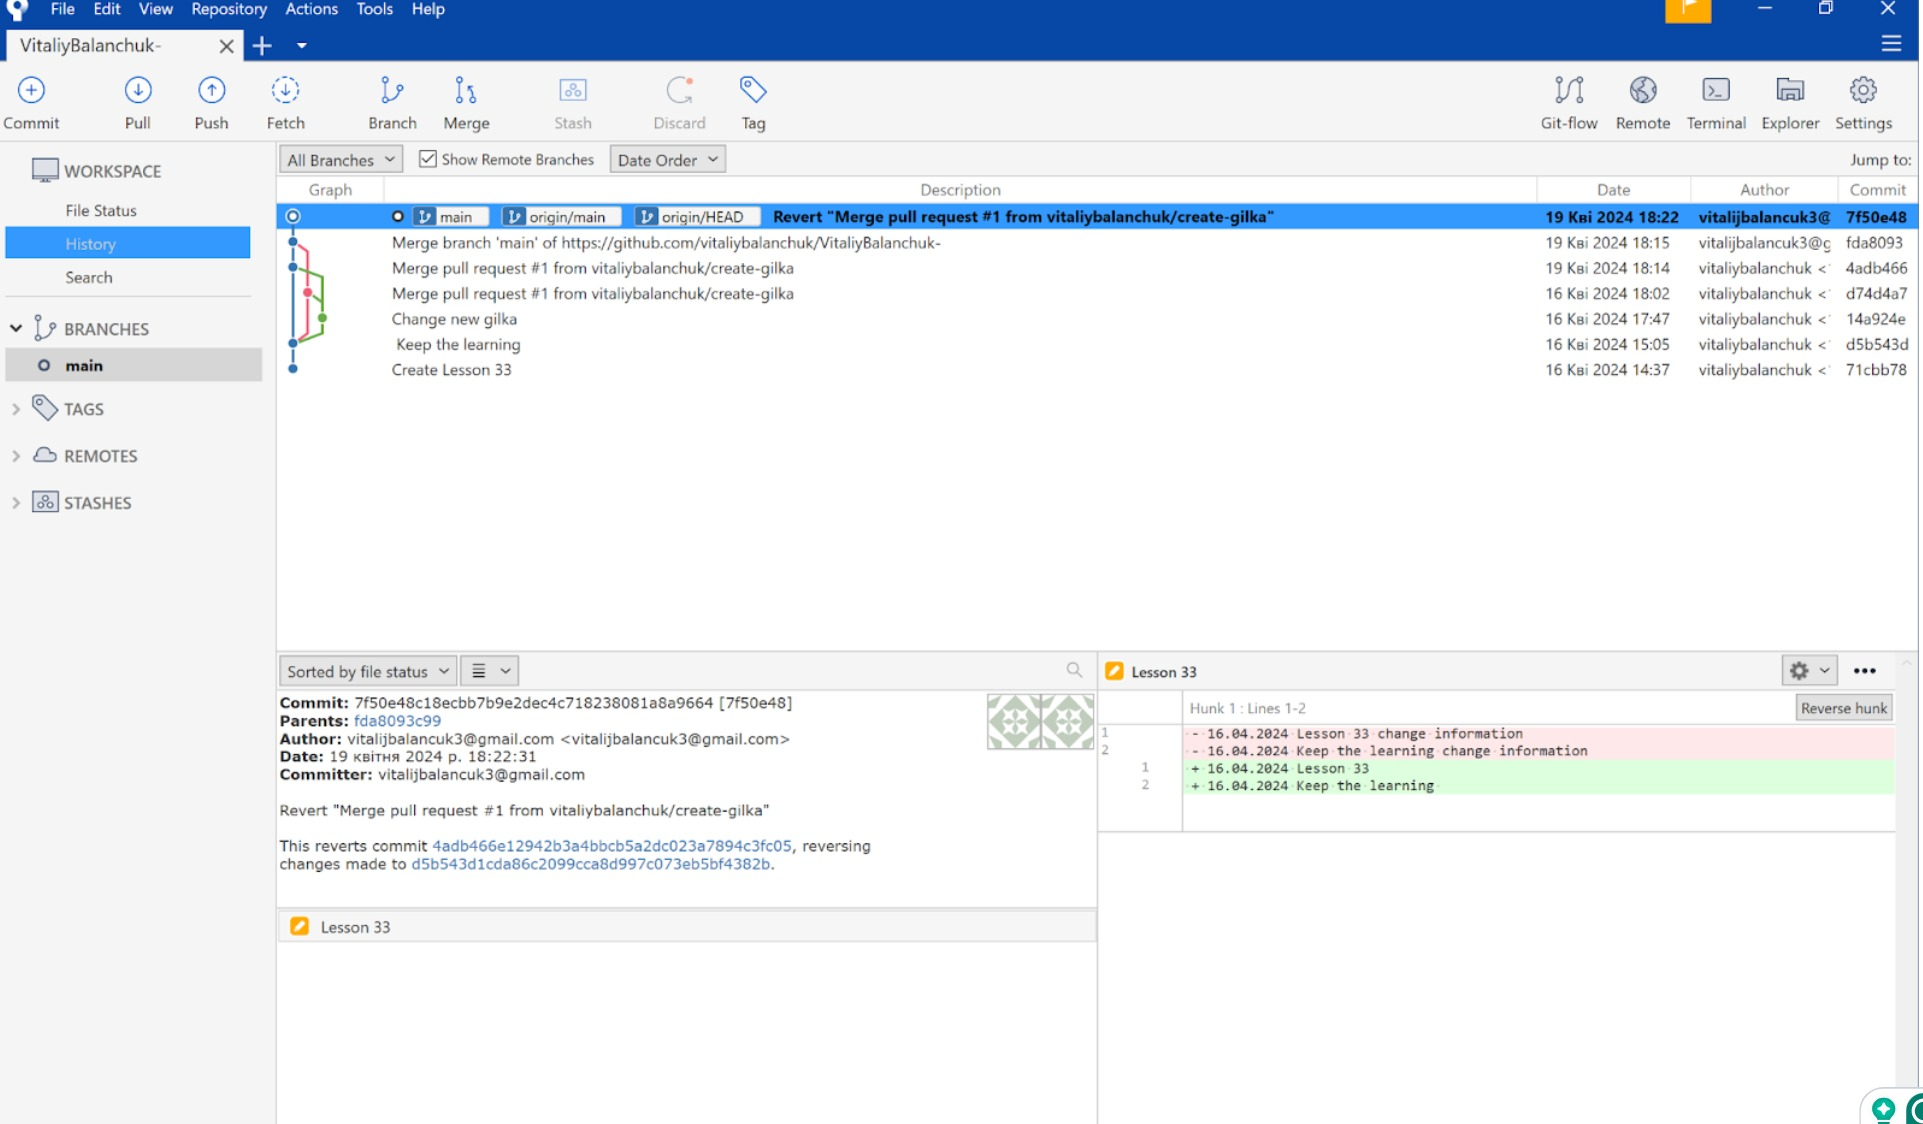 File Edit View Repository Actions Tools Help
VitaliyBalanchuk-
Commit Pull Push Fetch Branch Merge Stash Discard Tag Git-flow Remote Terminal Explorer Settings
WORKSPACE
File Status
History
Search
BRANCHES
main
TAGS
REMOTES
STASHES
All Branches Show Remote Branches Date Order Jump to:
Graph Description Date Author Commit
main origin/main origin/HEAD Revert "Merge pull request #1 from vitaliybalanchuk/create-gilka" 19 Кві 2024 18:22 vitalijbalancuk3@ 7f50e48
Merge branch 'main' of https://github.com/vitaliybalanchuk/VitaliyBalanchuk- 19 Кві 2024 18:15 vitalijbalancuk3@g fda8093
Merge pull request #1 from vitaliybalanchuk/create-gilka 19 Кві 2024 18:14 vitaliybalanchuk < 4adb466
Merge pull request #1 from vitaliybalanchuk/create-gilka 16 Кві 2024 18:02 vitaliybalanchuk < d74d4a7
Change new gilka 16 Кві 2024 17:47 vitaliybalanchuk < 14a924e
Keep the learning 16 Кві 2024 15:05 vitaliybalanchuk < d5b543d
Create Lesson 33 16 Кві 2024 14:37 vitaliybalanchuk < 71cbb78
Sorted by file status
Commit: 7f50e48c18ecbb7b9e2dec4c718238081a8a9664 [7f50e48]
Parents: fda8093c99
Author: vitalijbalancuk3@gmail.com <vitalijbalancuk3@gmail.com>
Date: 19 квітня 2024 р. 18:22:31
Committer: vitalijbalancuk3@gmail.com
Revert "Merge pull request #1 from vitaliybalanchuk/create-gilka"
This reverts commit 4adb466e12942b3a4bbcb5a2dc023a7894c3fc05, reversing
changes made to d5b543d1cda86c2099cca8d997c073eb5bf4382b.
Lesson 33
Lesson 33
Hunk 1 : Lines 1-2 Reverse hunk
1 - 16.04.2024 Lesson 33 change information
2 - 16.04.2024 Keep the learning change information
1 + 16.04.2024 Lesson 33
2 + 16.04.2024 Keep the learning